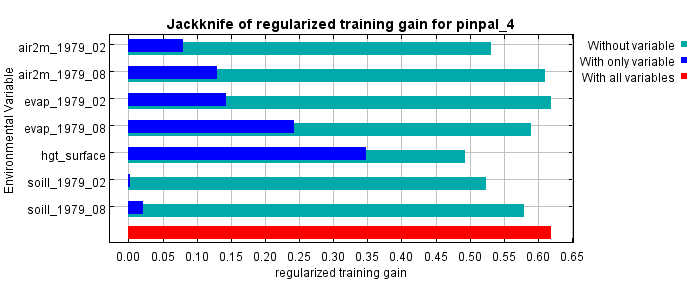 Jackknife of regularized training gain for pinpal_4
Environmental Variable
air2m_1979_02
air2m_1979_08
evap_1979_02
evap_1979_08
hgt_surface
soill_1979_02
soill_1979_08
0.00 0.05 0.10 0.15 0.20 0.25 0.30 0.35 0.40 0.45 0.50 0.55 0.60 0.65
regularized training gain
Without variable
With only variable
With all variables